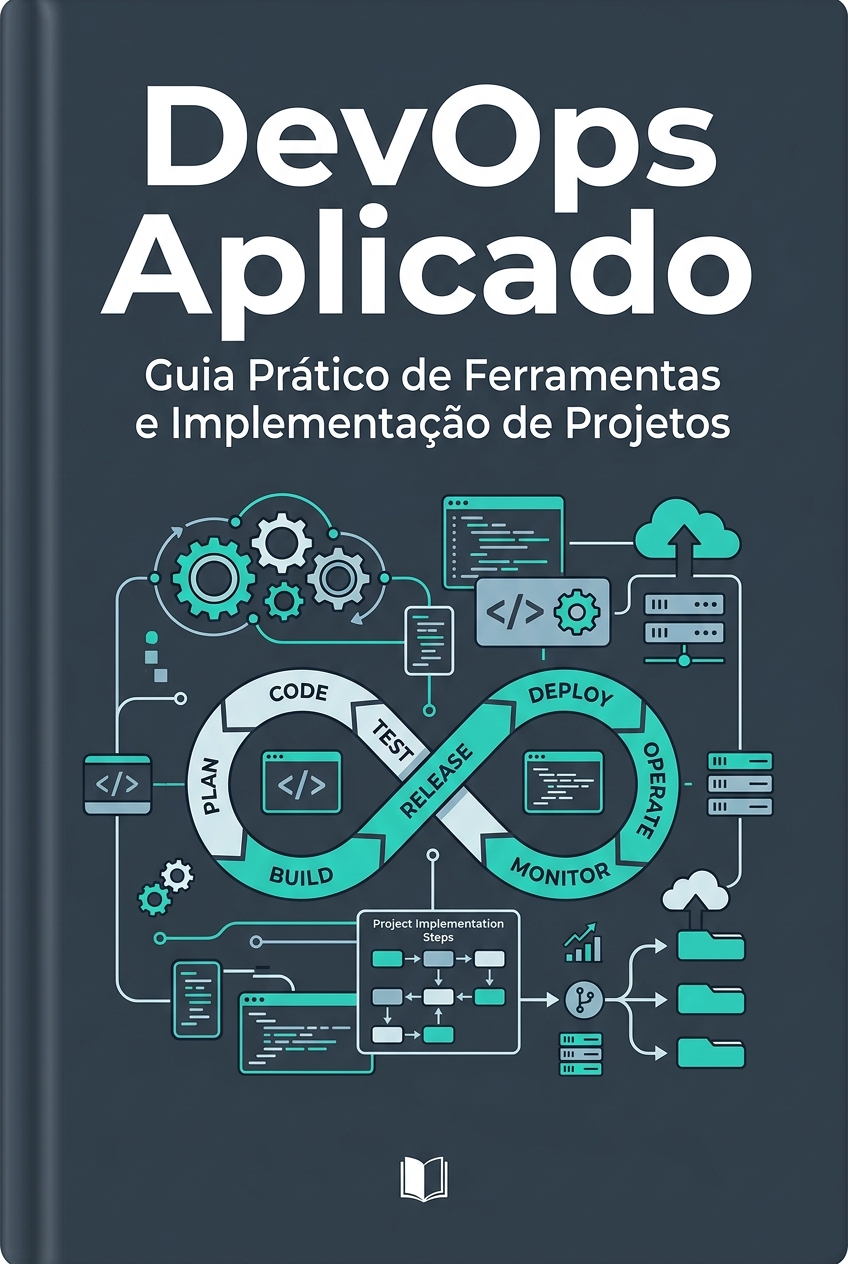 DevOps
Aplicado
Guia Prático de Ferramentas
e Implementação de Projetos
</>
CODE
DEPLOY
TEST
RELEASE
PLAN
</>
OPERATE
</>
BUILD
MONITOR
Project Implementation
Steps